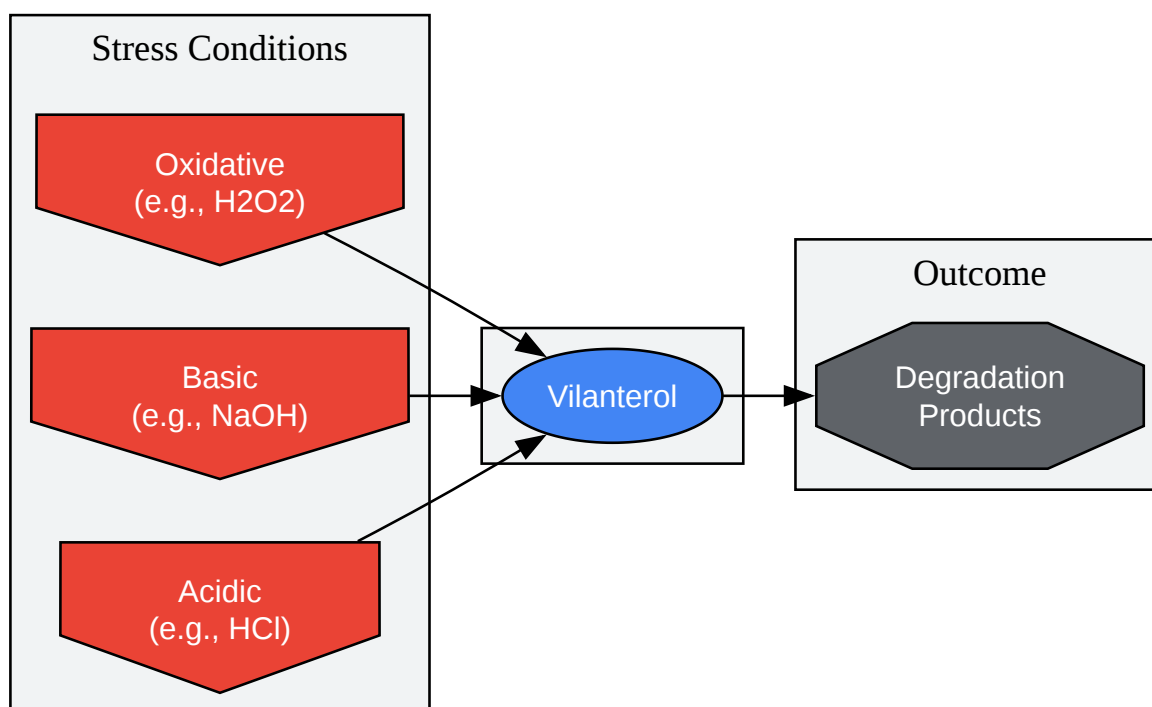 Stress Conditions
Oxidative
(e.g., H2O2)
Basic
(e.g., NaOH)
Acidic
(e.g., HCl)
Vilanterol
Outcome
Degradation
Products